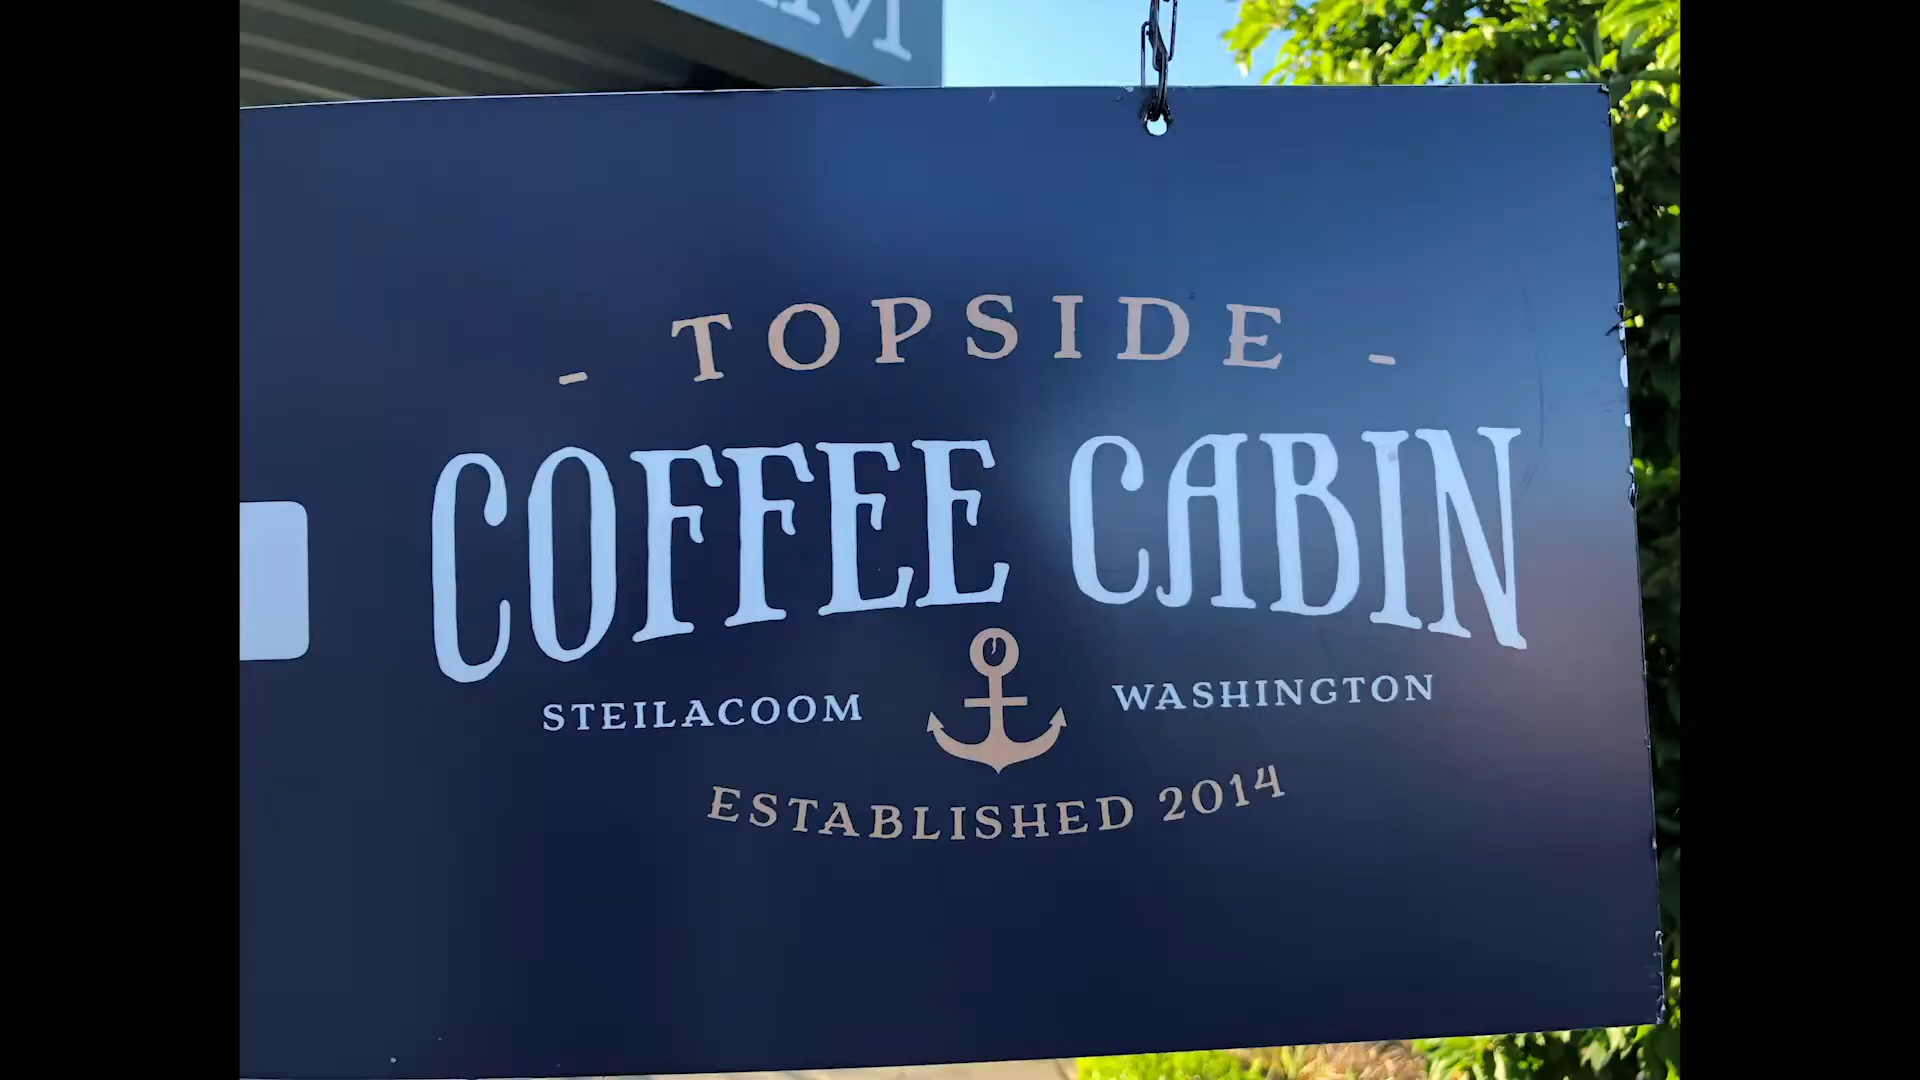 - TOPSIDE -
COFFEE CABIN
STEILACOOM WASHINGTON
ESTABLISHED 2014